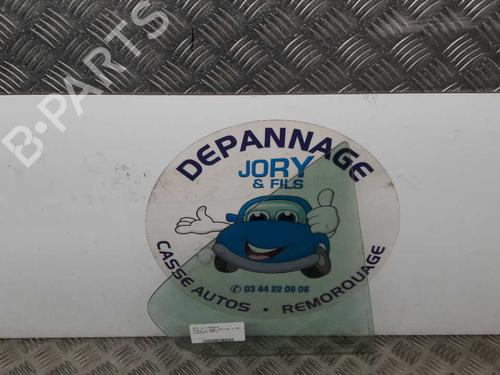 B-PARTS
DEPANNAGE
JORY
& FILS
03 44 22 06 06
CASSE AUTOS • REMORQUAGE